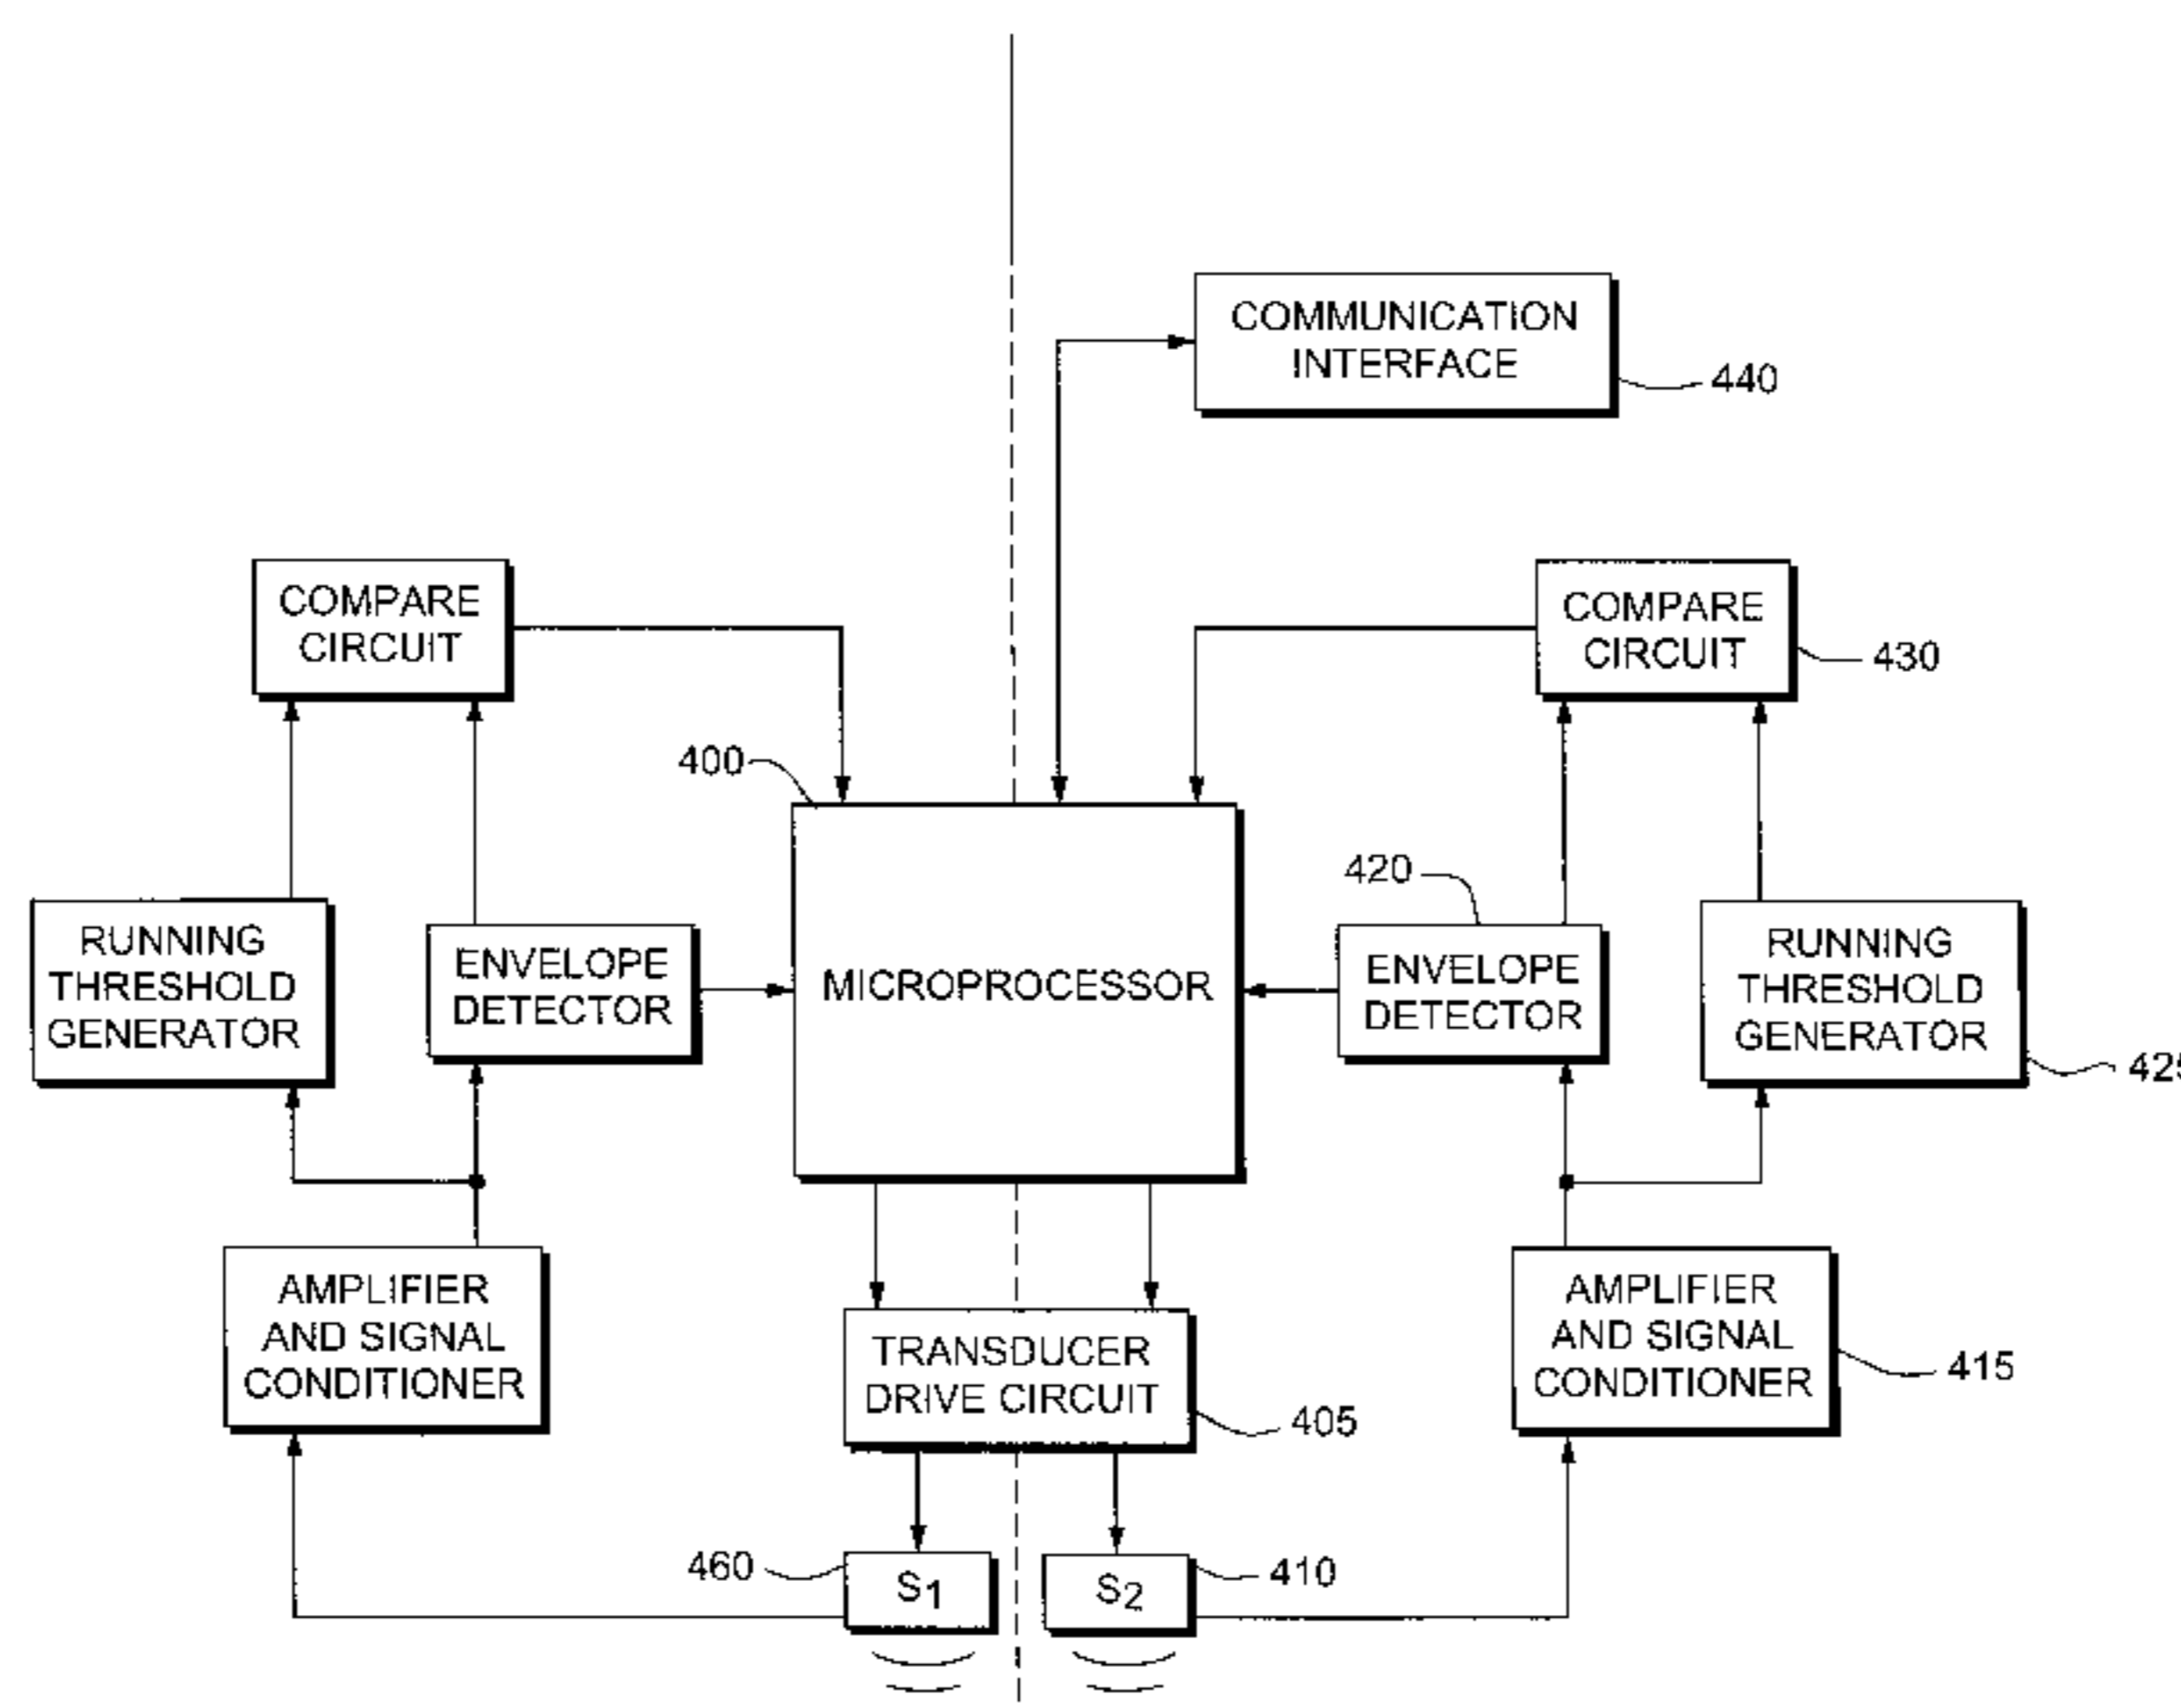 COMMUNICATION
INTERFACE
440
COMPARE
CIRCUIT
COMPARE
CIRCUIT
430
400
420
RUNNING
THRESHOLD
GENERATOR
ENVELOPE
DETECTOR
MICROPROCESSOR
ENVELOPE
DETECTOR
RUNNING
THRESHOLD
GENERATOR
425
AMPLIFIER
AND SIGNAL
CONDITIONER
TRANSDUCER
DRIVE CIRCUIT
405
AMPLIFIER
AND SIGNAL
CONDITIONER
415
460
S1
S2
410